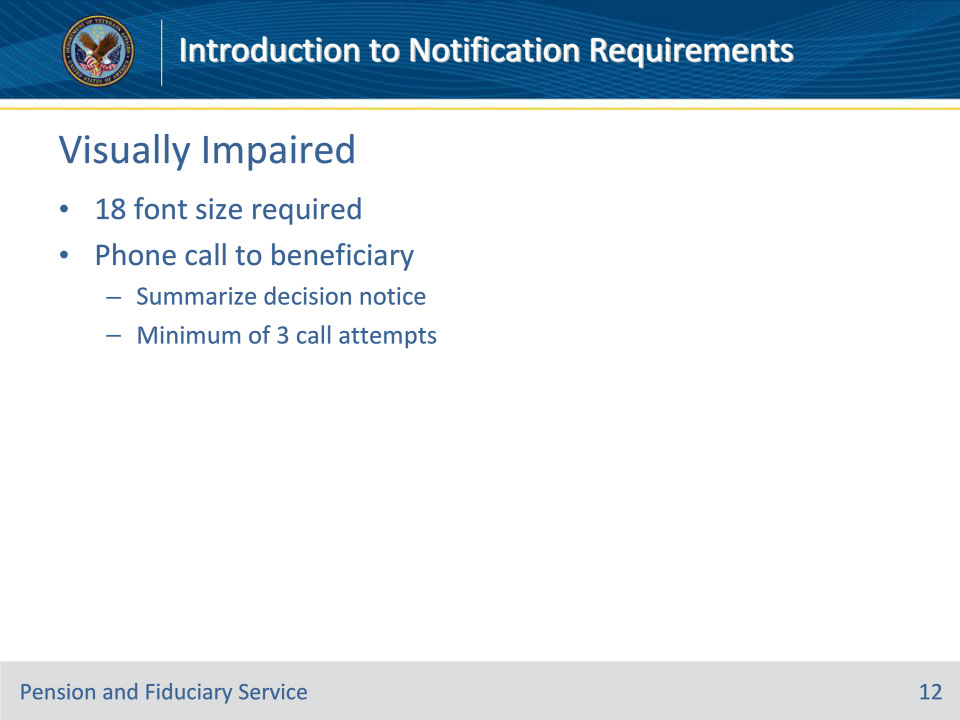 Introduction to Notification Requirements
Visually Impaired
• 18 font size required
• Phone call to beneficiary
– Summarize decision notice
– Minimum of 3 call attempts
Pension and Fiduciary Service
12